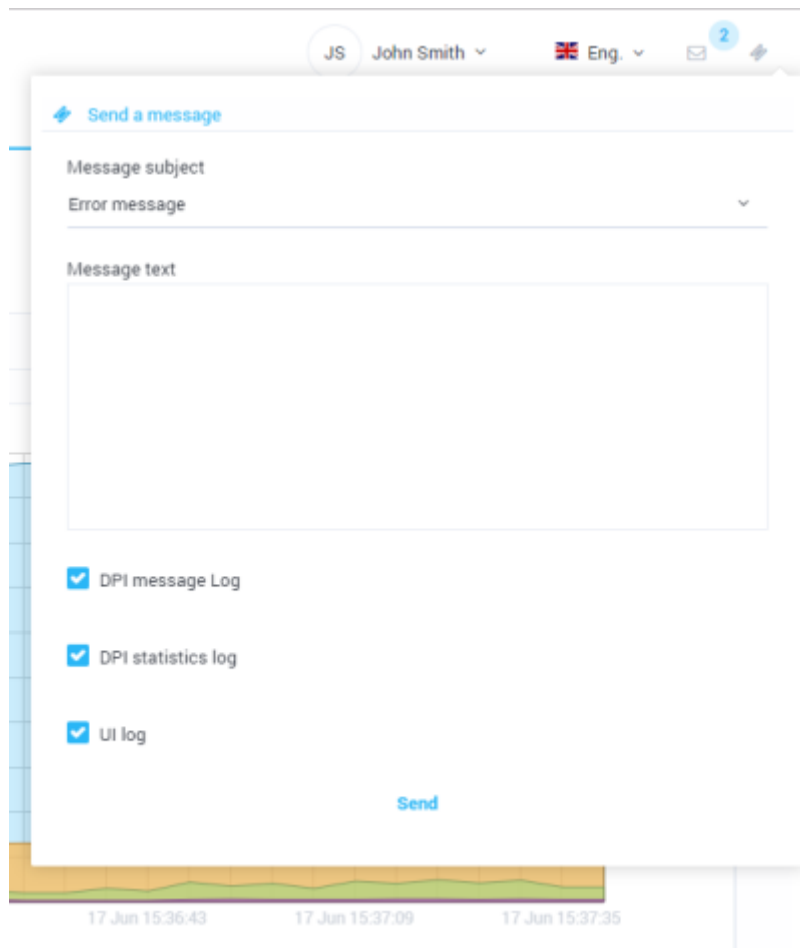 JS John Smith Eng. 2
Send a message
Message subject
Error message
Message text
DPI message Log
DPI statistics log
UI log
Send
17 Jun 15:36:43 17 Jun 15:37:09 17 Jun 15:37:35